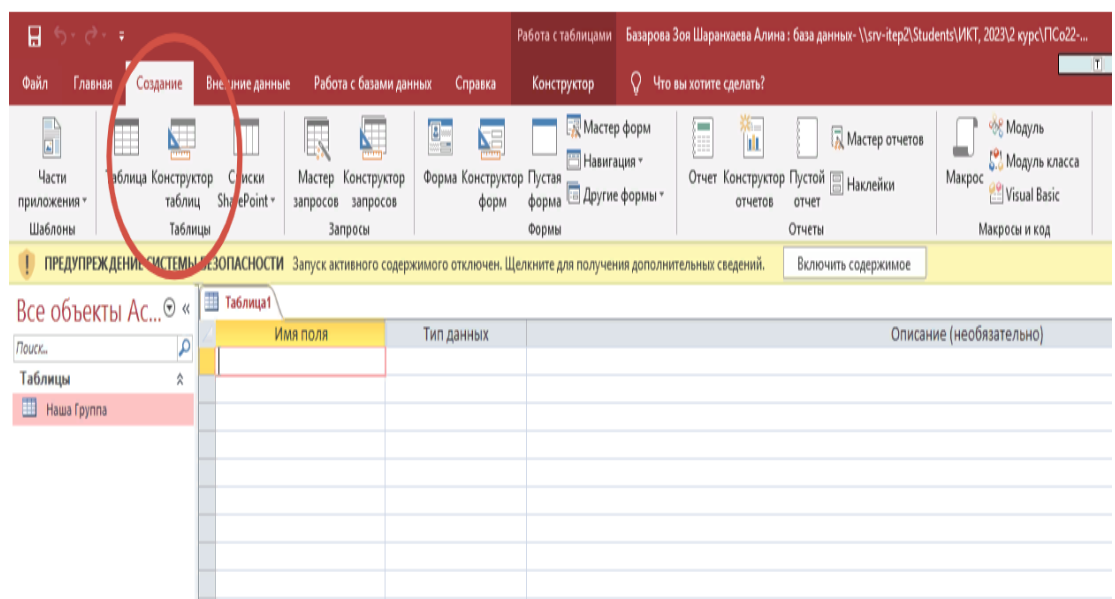 Работа с таблицами Базарова Зоя Шаранхаева Алина : база данных- \\srv-itep2\Students\ИКТ, 2023\2 курс\ПСо22-...
Файл Главная Создание Внешние данные Работа с базами данных Справка Конструктор Что вы хотите сделать?
T
Части приложения
Таблица
Конструктор таблиц
Списки SharePoint
Мастер запросов
Конструктор запросов
Форма
Конструктор форм
Пустая форма
Мастер форм
Навигация
Другие формы
Отчет
Конструктор отчетов
Пустой отчет
Мастер отчетов
Наклейки
Макрос
Модуль
Модуль класса
Visual Basic
Шаблоны Таблицы Запросы Формы Отчеты Макросы и код
ПРЕДУПРЕЖДЕНИЕ СИСТЕМЫ БЕЗОПАСНОСТИ Запуск активного содержимого отключен. Щелкните для получения дополнительных сведений. Включить содержимое
Все объекты Ac...
Поиск...
Таблицы
Наша Группа
Таблица1
Имя поля Тип данных Описание (необязательно)